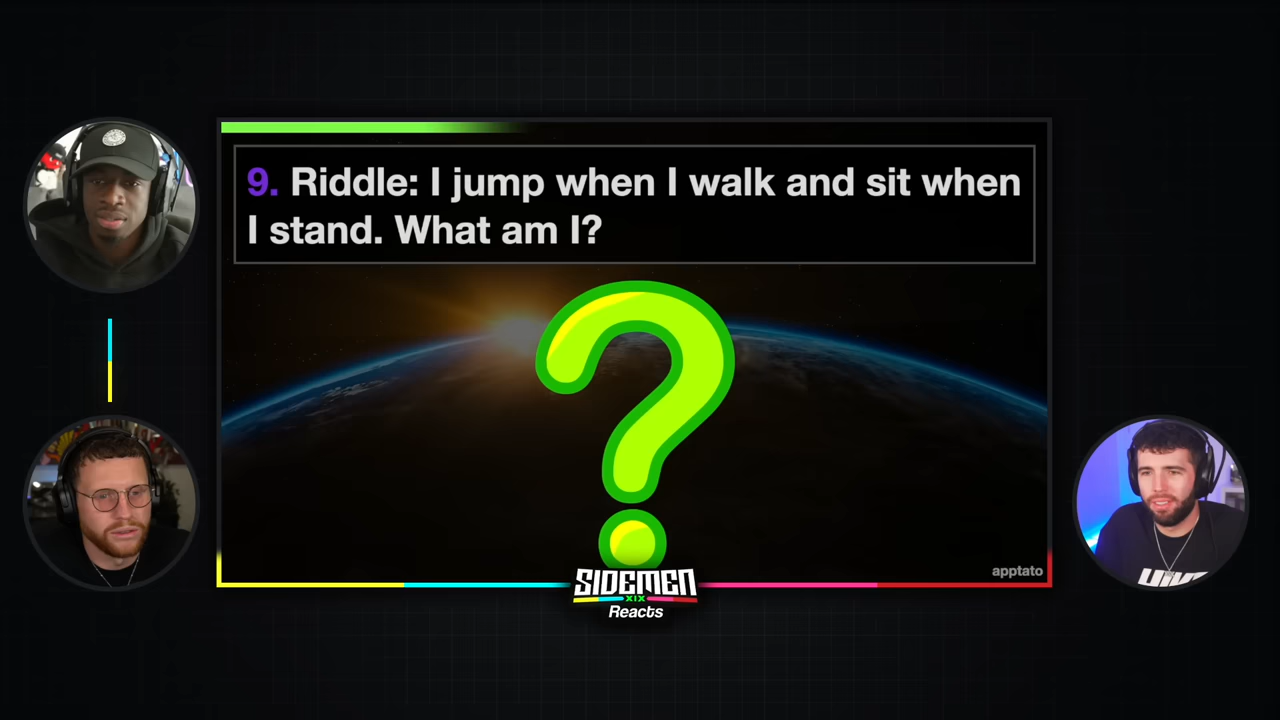 9. Riddle: I jump when I walk and sit when
I stand. What am I?
?
apptato
SIDEMEN
XIX
Reacts